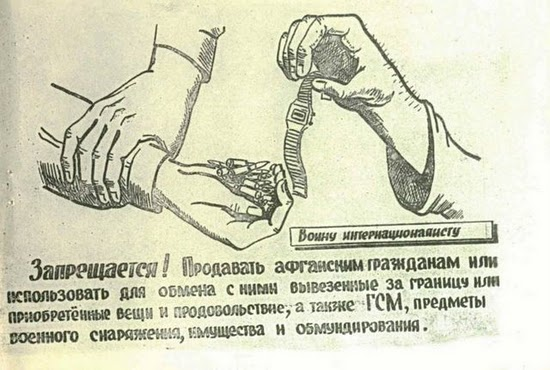 Воину интернационалисту
Запрещается! Продавать афганским гражданам или
использовать для обмена с ними вывезенные за границу или
приобретённые вещи и продовольствие, а также ГСМ, предметы
военного снаряжения, имущества и обмундирования.